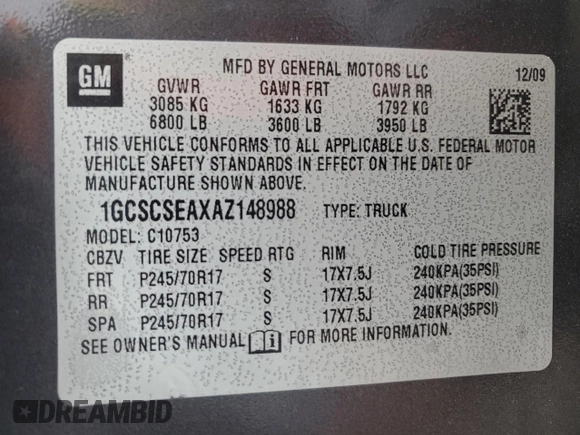 GM
MFD BY GENERAL MOTORS LLC 12/09
GVWR GAWR FRT GAWR RR
3085 KG 1633 KG 1792 KG
6800 LB 3600 LB 3950 LB
THIS VEHICLE CONFORMS TO ALL APPLICABLE U.S. FEDERAL MOTOR
VEHICLE SAFETY STANDARDS IN EFFECT ON THE DATE OF
MANUFACTURE SHOWN ABOVE.
1GCSCSEAXAZ148988 TYPE: TRUCK
MODEL: C10753
CBZV TIRE SIZE SPEED RTG RIM COLD TIRE PRESSURE
FRT P245/70R17 S 17X7.5J 240KPA(35PSI)
RR P245/70R17 S 17X7.5J 240KPA(35PSI)
SPA P245/70R17 S 17X7.5J 240KPA(35PSI)
SEE OWNER'S MANUAL i FOR MORE INFORMATION.
DREAMBID